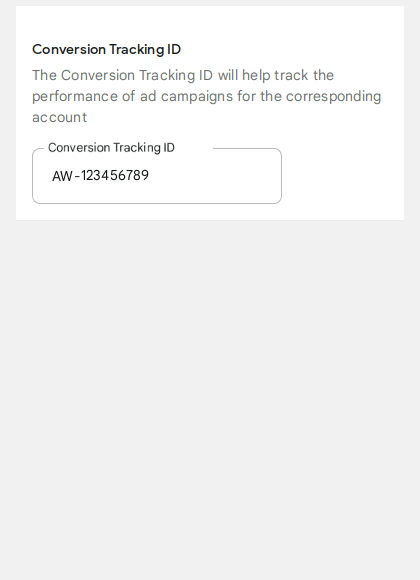 Conversion Tracking ID
The Conversion Tracking ID will help track the
performance of ad campaigns for the corresponding
account
Conversion Tracking ID
AW-123456789